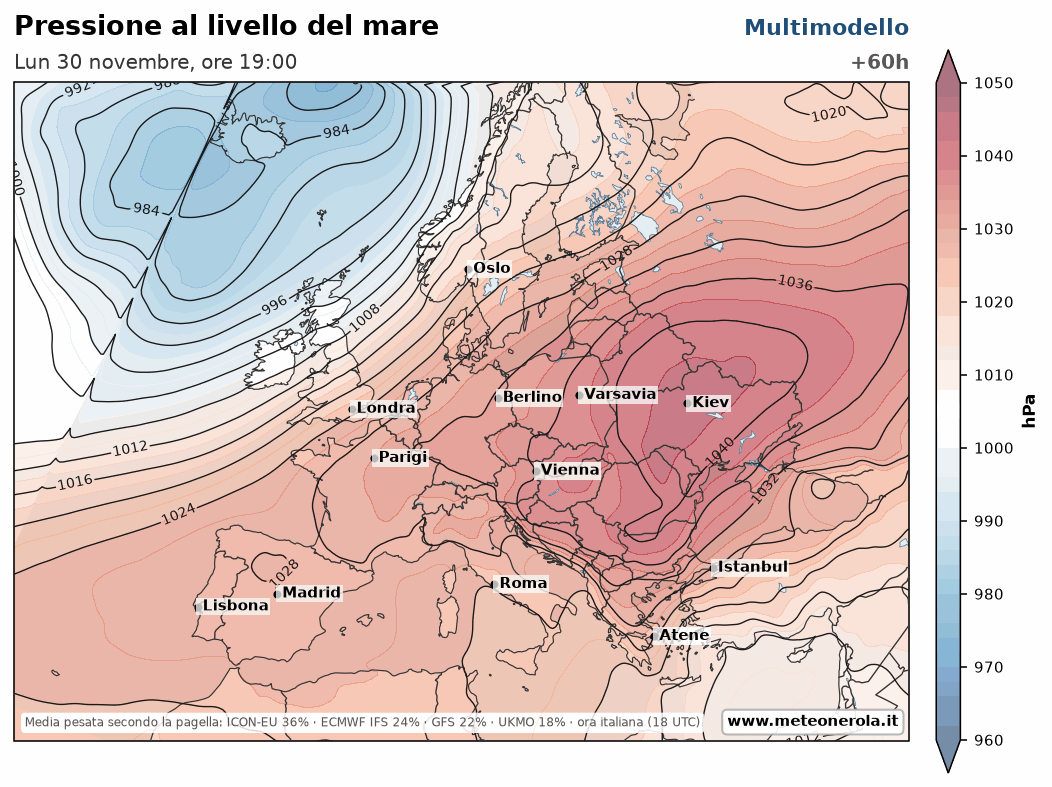 Pressione al livello del mare
Multimodello
Lun 30 novembre, ore 19:00
+60h
992
984
1020
1000
984
1028
1036
996
1008
Oslo
Berlino
Varsavia
Kiev
Londra
1012
Parigi
1040
Vienna
1016
1032
1024
Istanbul
1028
Roma
Madrid
Lisbona
Atene
Media pesata secondo la pagella: ICON-EU 36% · ECMWF IFS 24% · GFS 22% · UKMO 18% · ora italiana (18 UTC)
www.meteonerola.it
1050
1040
1030
1020
1010
1000
990
980
970
960
hPa